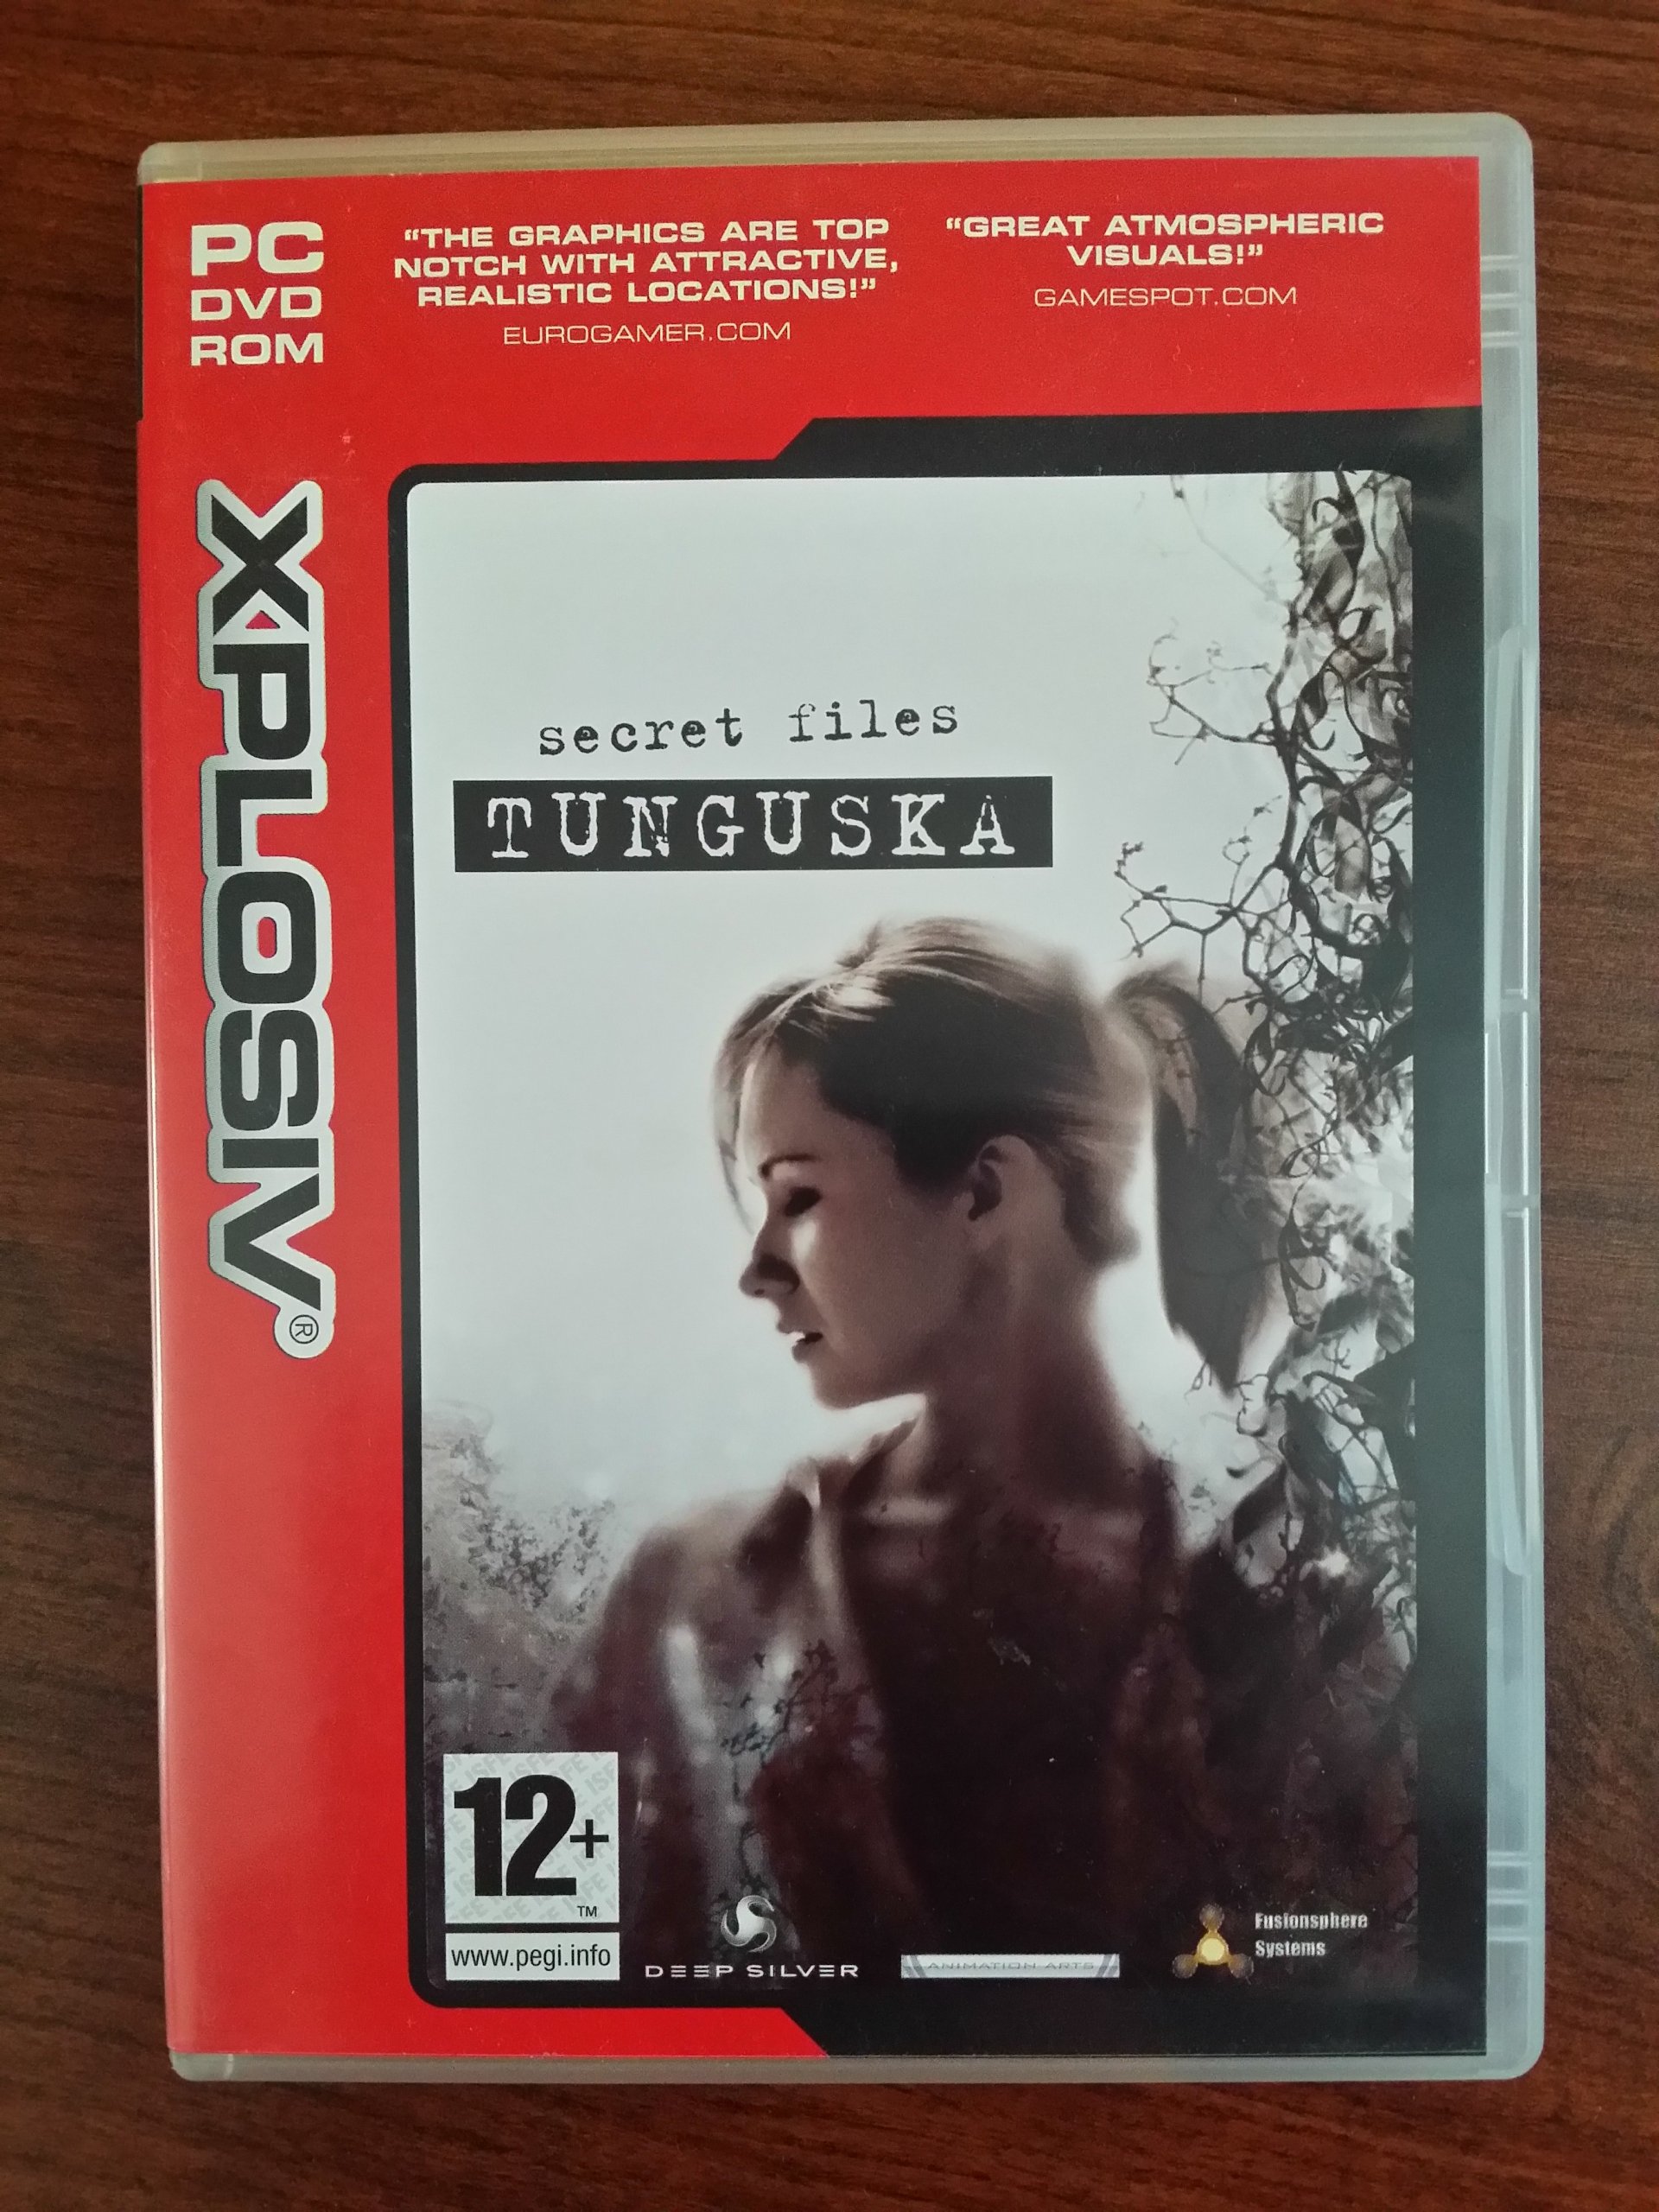 PC
DVD
ROM
“THE GRAPHICS ARE TOP
NOTCH WITH ATTRACTIVE,
REALISTIC LOCATIONS!”
EUROGAMER.COM
“GREAT ATMOSPHERIC
VISUALS!”
GAMESPOT.COM
XPLOSIV®
secret files
TUNGUSKA
12+
TM
www.pegi.info
DEEP SILVER
ANIMATION ARTS
Fusionsphere
Systems